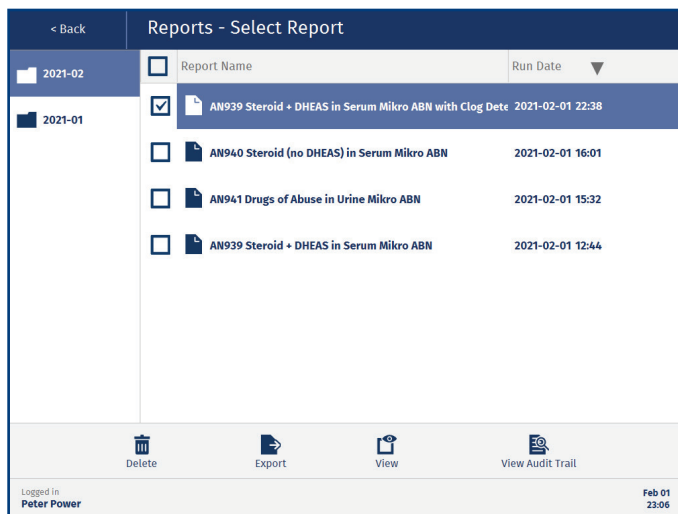 < Back
Reports - Select Report
2021-02
2021-01
Report Name
Run Date
AN939 Steroid + DHEAS in Serum Mikro ABN with Clog Dete
2021-02-01 22:38
AN940 Steroid (no DHEAS) in Serum Mikro ABN
2021-02-01 16:01
AN941 Drugs of Abuse in Urine Mikro ABN
2021-02-01 15:32
AN939 Steroid + DHEAS in Serum Mikro ABN
2021-02-01 12:44
Delete
Export
View
View Audit Trail
Logged in
Peter Power
Feb 01
23:06